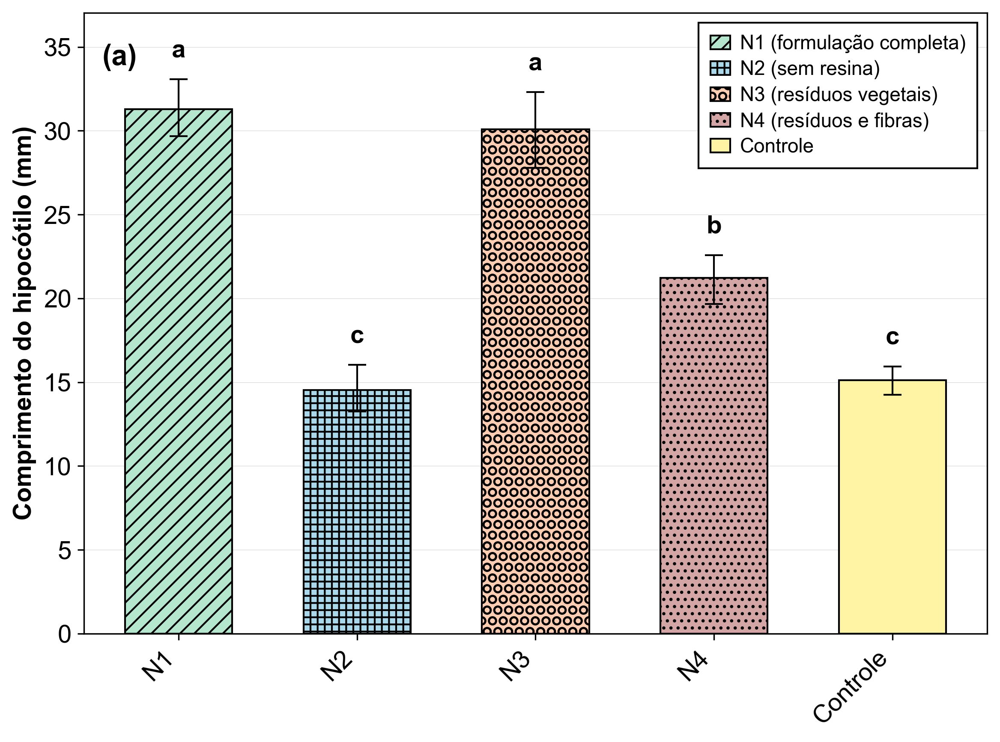 (a)
a
a
b
c
c
N1 (formulação completa)
N2 (sem resina)
N3 (resíduos vegetais)
N4 (resíduos e fibras)
Controle
Comprimento do hipocótilo (mm)
35
30
25
20
15
10
5
0
N1
N2
N3
N4
Controle